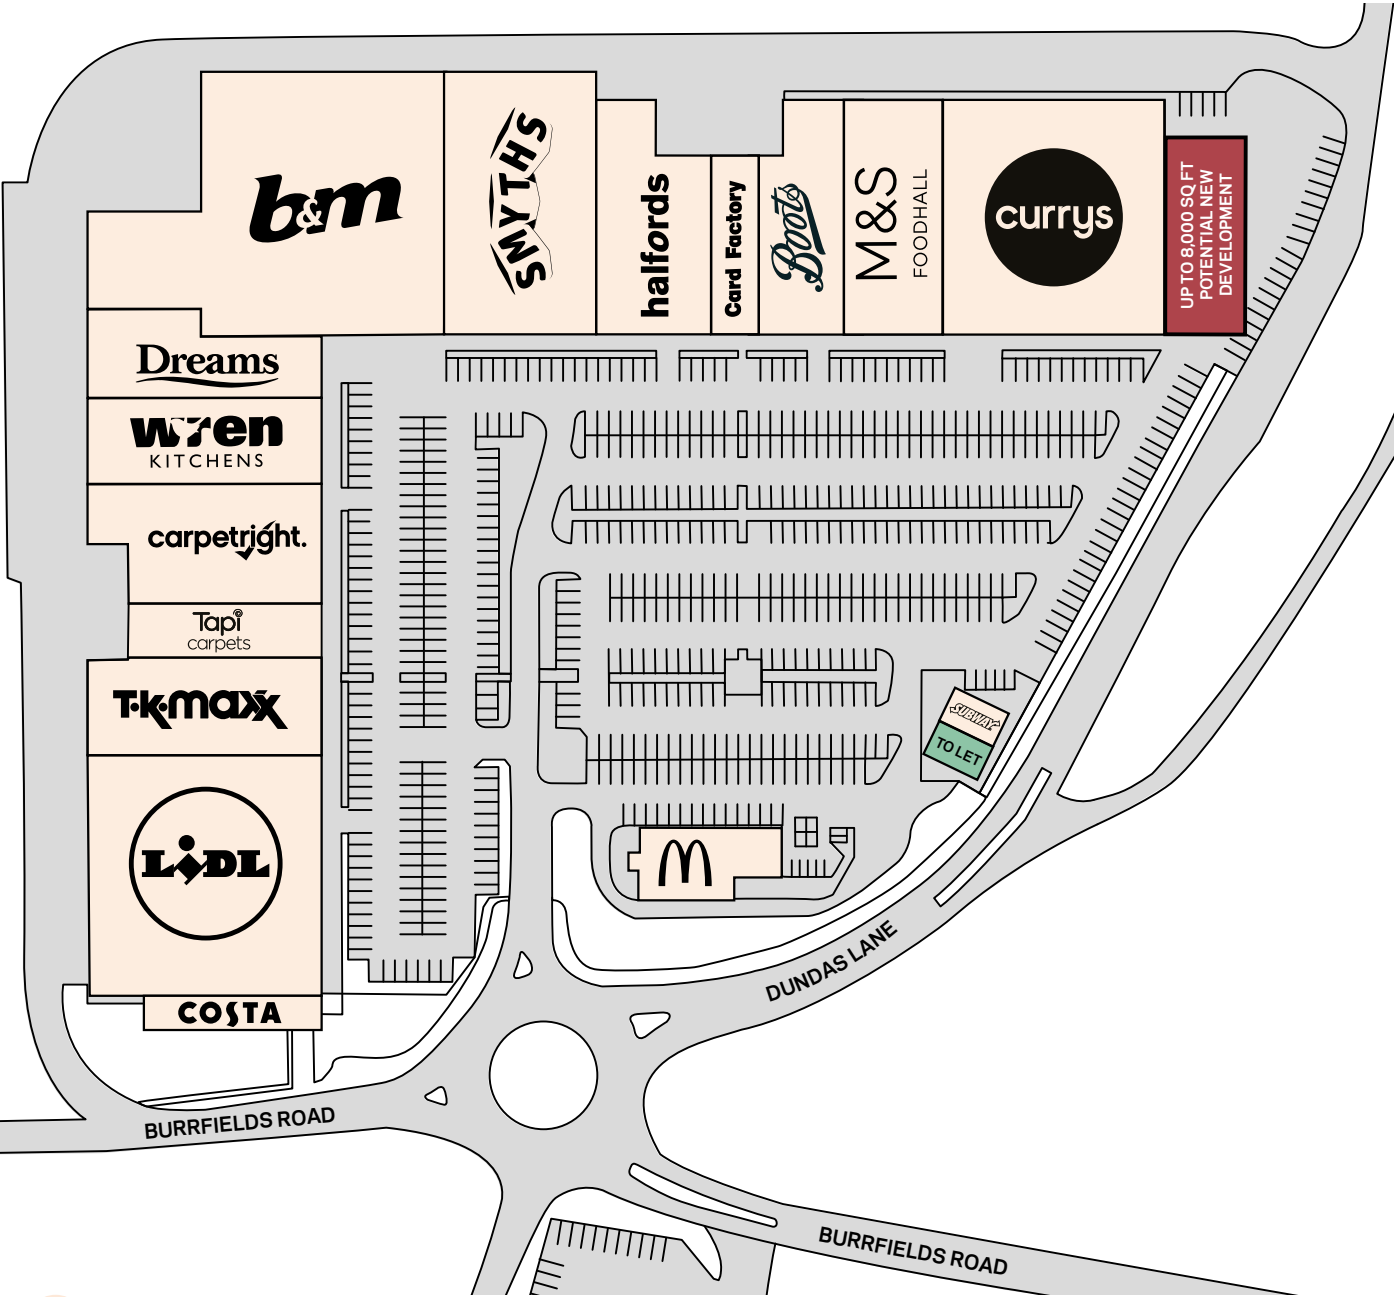 b&m
SMYTHS
halfords
Card Factory
Boots
M&S
FOODHALL
currys
UP TO 8,000 SQ FT
POTENTIAL NEW
DEVELOPMENT
Dreams
wren
KITCHENS
carpetright.
Tapi
carpets
T·K·maxx
LiDL
COSTA
SUBWAY
TO LET
M
DUNDAS LANE
BURRFIELDS ROAD
BURRFIELDS ROAD